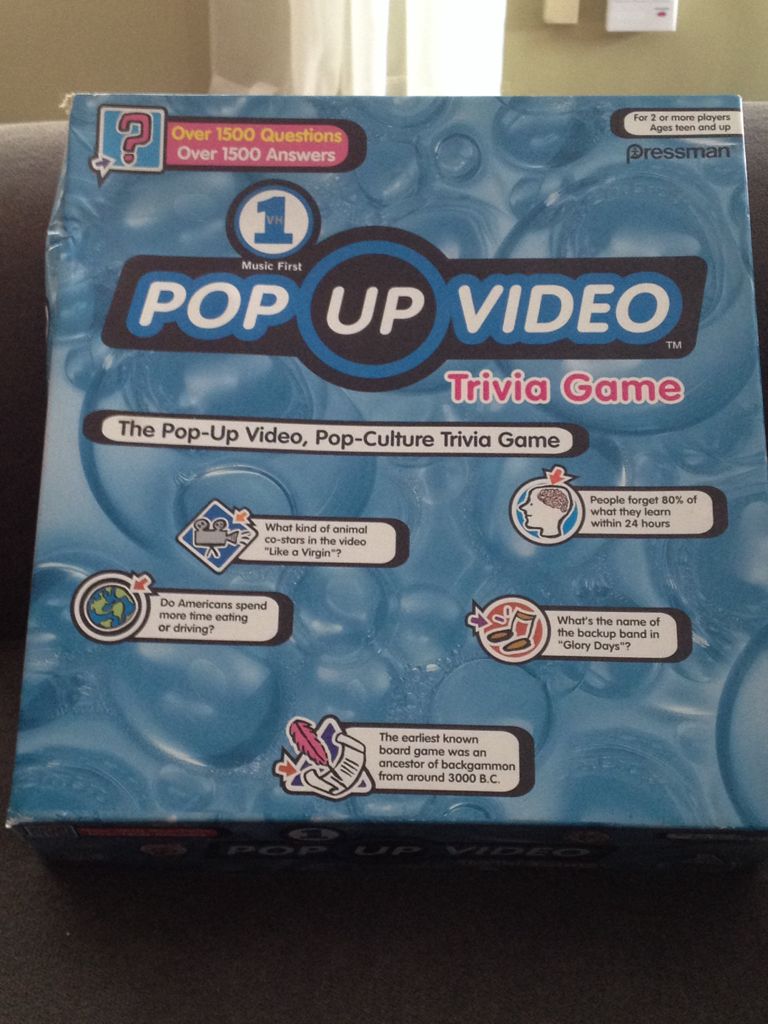 ?
Over 1500 Questions
Over 1500 Answers
For 2 or more players
Ages teen and up
Pressman
VH1
Music First
POP UP VIDEO
TM
Trivia Game
The Pop-Up Video, Pop-Culture Trivia Game
People forget 80% of
what they learn
within 24 hours
What kind of animal
co-stars in the video
"Like a Virgin"?
Do Americans spend
more time eating
or driving?
What's the name of
the backup band in
"Glory Days"?
The earliest known
board game was an
ancestor of backgammon
from around 3000 B.C.
1
POP UP VIDEO